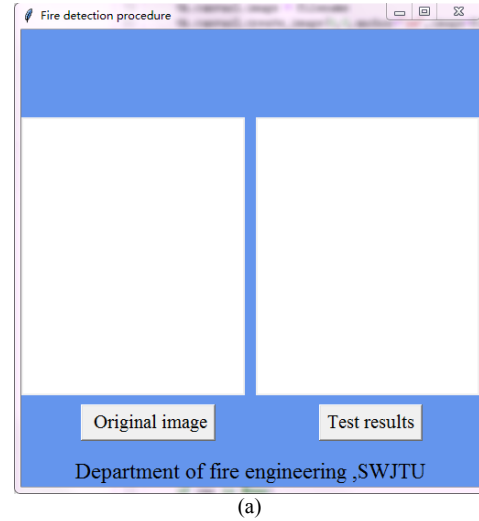 Fire detection procedure
Original image
Test results
Department of fire engineering ,SWJTU
(a)